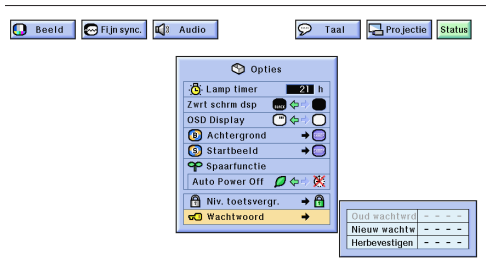 Beeld Fijn sync. Audio Taal Projectie Status
Opties
Lamp timer 21 h
Zwrt schrm dsp
OSD Display
B Achtergrond
S Startbeeld
Spaarfunctie
Auto Power Off
Niv. toetsvergr.
Wachtwoord
Oud wachtwrd - - - -
Nieuw wachtw - - - -
Herbevestigen - - - -